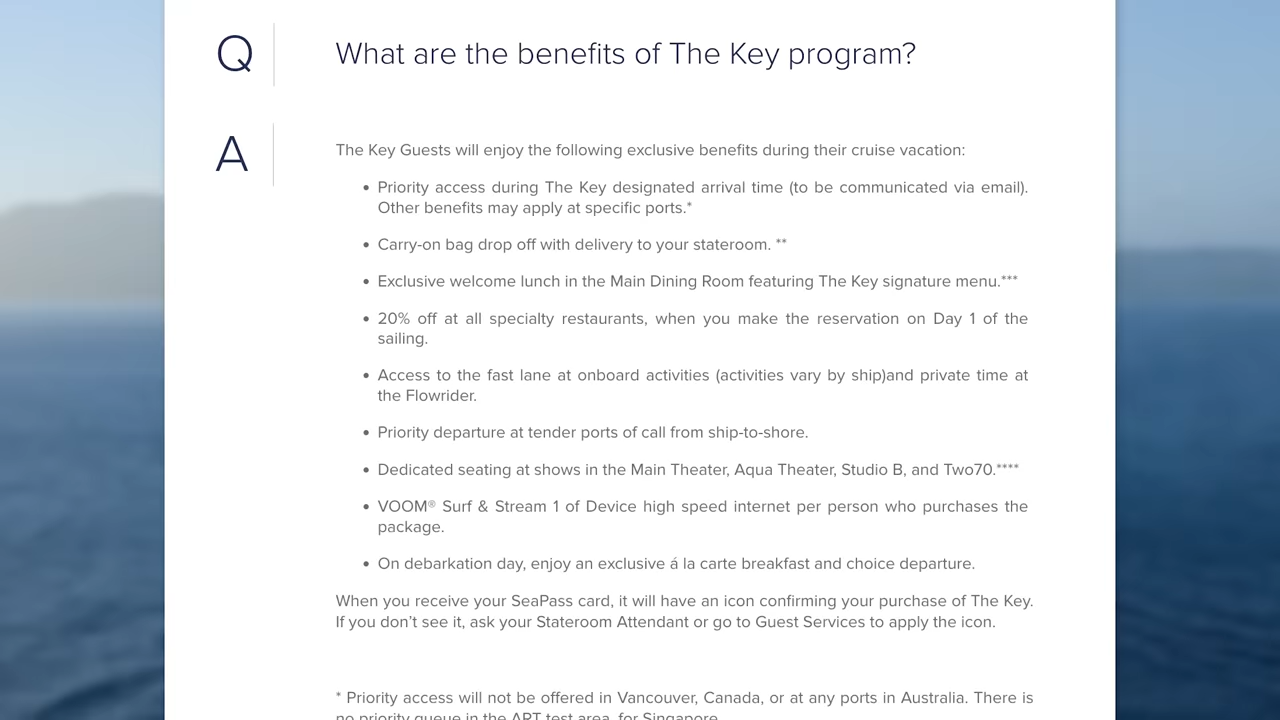 Q
What are the benefits of The Key program?
A
The Key Guests will enjoy the following exclusive benefits during their cruise vacation:
• Priority access during The Key designated arrival time (to be communicated via email).
Other benefits may apply at specific ports.*
• Carry-on bag drop off with delivery to your stateroom. **
• Exclusive welcome lunch in the Main Dining Room featuring The Key signature menu.***
• 20% off at all specialty restaurants, when you make the reservation on Day 1 of the
sailing.
• Access to the fast lane at onboard activities (activities vary by ship)and private time at
the Flowrider.
• Priority departure at tender ports of call from ship-to-shore.
• Dedicated seating at shows in the Main Theater, Aqua Theater, Studio B, and Two70.****
• VOOM® Surf & Stream 1 of Device high speed internet per person who purchases the
package.
• On debarkation day, enjoy an exclusive á la carte breakfast and choice departure.
When you receive your SeaPass card, it will have an icon confirming your purchase of The Key.
If you don’t see it, ask your Stateroom Attendant or go to Guest Services to apply the icon.
* Priority access will not be offered in Vancouver, Canada, or at any ports in Australia. There is
no priority queue in the ART test area, for Singapore.